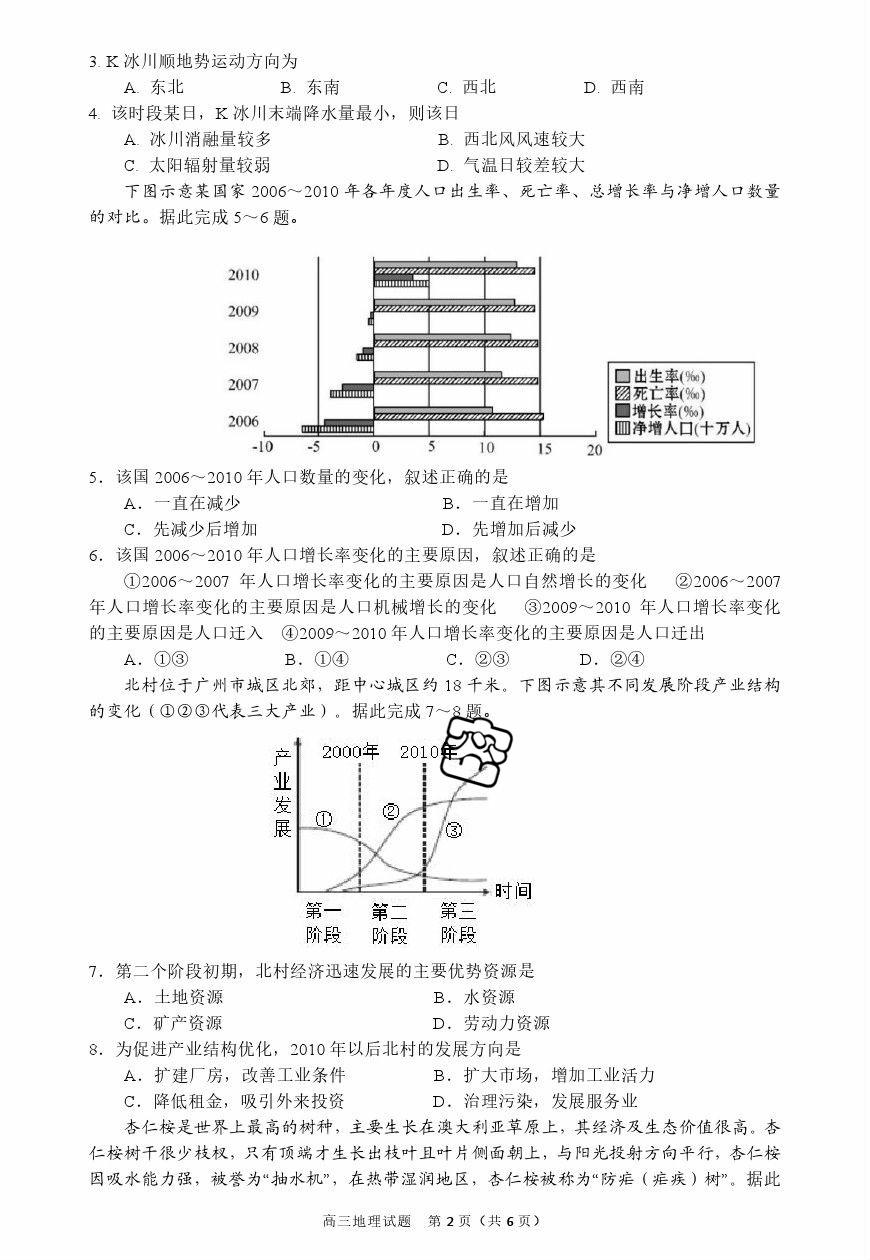 3. K 冰川顺地势运动方向为
A. 东北 B. 东南 C. 西北 D. 西南
4. 该时段某日，K 冰川末端降水量最小，则该日
A. 冰川消融量较多 B. 西北风风速较大
C. 太阳辐射量较弱 D. 气温日较差较大
下图示意某国家 2006～2010 年各年度人口出生率、死亡率、总增长率与净增人口数量
的对比。据此完成 5～6 题。
2010
2009
2008
2007
2006
-10 -5 0 5 10 15 20
出生率(‰)
死亡率(‰)
增长率(‰)
净增人口(十万人)
5．该国 2006～2010 年人口数量的变化，叙述正确的是
A．一直在减少 B．一直在增加
C．先减少后增加 D．先增加后减少
6．该国 2006～2010 年人口增长率变化的主要原因，叙述正确的是
①2006～2007 年人口增长率变化的主要原因是人口自然增长的变化 ②2006～2007
年人口增长率变化的主要原因是人口机械增长的变化 ③2009～2010 年人口增长率变化
的主要原因是人口迁入 ④2009～2010 年人口增长率变化的主要原因是人口迁出
A．①③ B．①④ C．②③ D．②④
北村位于广州市城区北郊，距中心城区约 18 千米。下图示意其不同发展阶段产业结构
的变化（①②③代表三大产业）。据此完成 7～8 题。
产业发展
2000年 2010年
① ② ③
时间
第一阶段 第二阶段 第三阶段
7．第二个阶段初期，北村经济迅速发展的主要优势资源是
A．土地资源 B．水资源
C．矿产资源 D．劳动力资源
8．为促进产业结构优化，2010 年以后北村的发展方向是
A．扩建厂房，改善工业条件 B．扩大市场，增加工业活力
C．降低租金，吸引外来投资 D．治理污染，发展服务业
杏仁桉是世界上最高的树种，主要生长在澳大利亚草原上，其经济及生态价值很高。杏
仁桉树干很少枝杈，只有顶端才生长出枝叶且叶片侧面朝上，与阳光投射方向平行，杏仁桉
因吸水能力强，被誉为“抽水机”，在热带湿润地区，杏仁桉被称为“防疟（疟疾）树”。据此
高三地理试题 第 2 页（共 6 页）